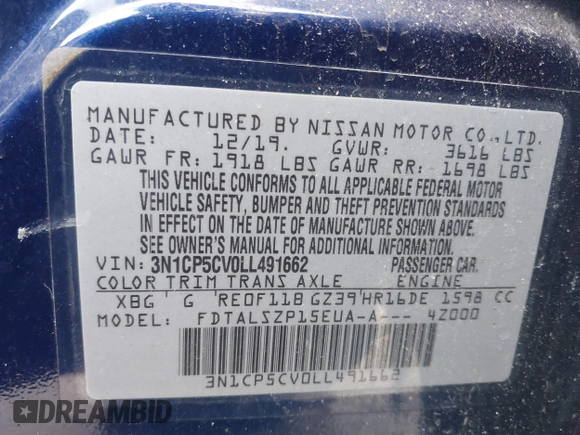 MANUFACTURED BY NISSAN MOTOR CO.,LTD.
DATE: 12/19. GVWR: 3616 LBS
GAWR FR: 1918 LBS GAWR RR: 1698 LBS
THIS VEHICLE CONFORMS TO ALL APPLICABLE FEDERAL MOTOR
VEHICLE SAFETY, BUMPER AND THEFT PREVENTION STANDARDS
IN EFFECT ON THE DATE OF MANUFACTURE SHOWN ABOVE.
SEE OWNER'S MANUAL FOR ADDITIONAL INFORMATION.
VIN: 3N1CP5CV0LL491662 PASSENGER CAR.
COLOR TRIM TRANS AXLE ENGINE
XBG G RE0F11B GZ39 HR16DE 1598 CC
MODEL: FDTALSZP15EUA-A--- 4Z000
3N1CP5CV0LL491662
DREAMBID